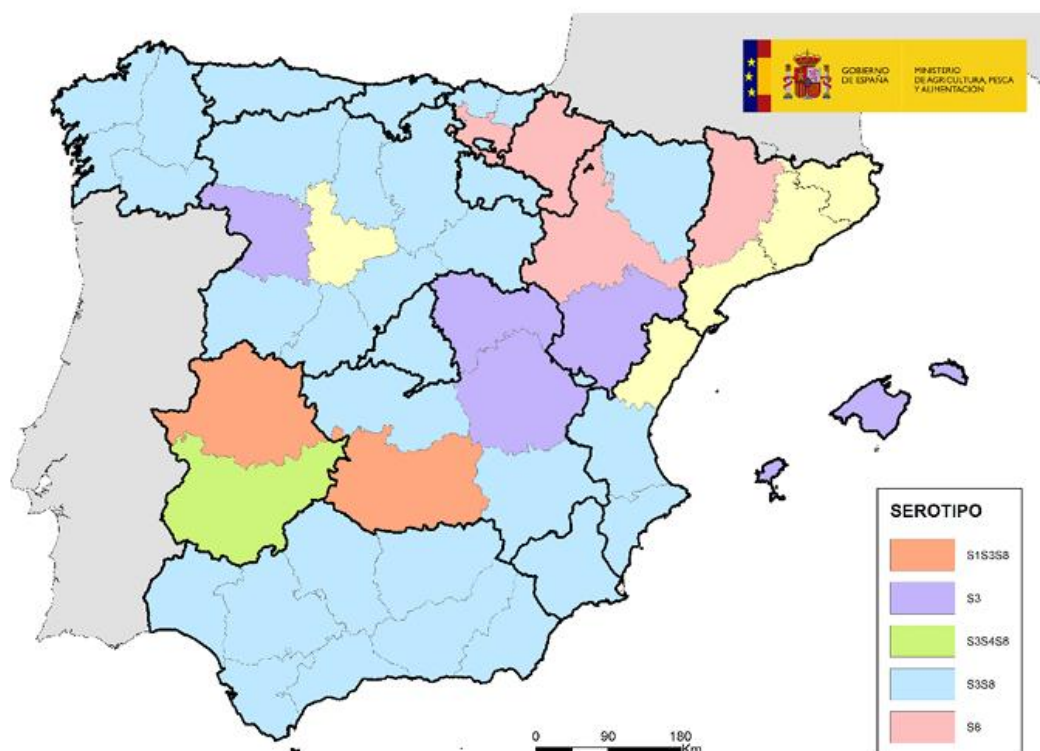 GOBIERNO
DE ESPAÑA
MINISTERIO
DE AGRICULTURA, PESCA
Y ALIMENTACIÓN
SEROTIPO
S1S3S8
S3
S3S4S8
S3S8
S8
0 90 180
Km